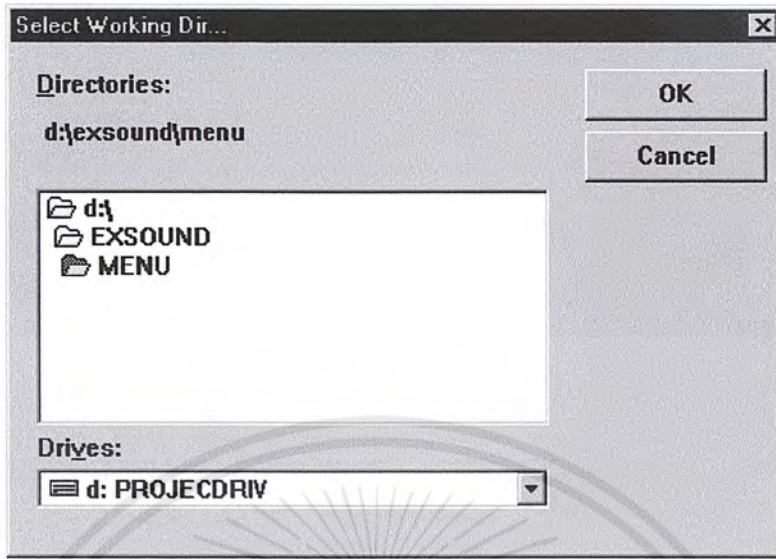 Select Working Dir...
Directories:
d:\exsound\menu
OK
Cancel
d:\
EXSOUND
MENU
Drives:
d: PROJECDRIV